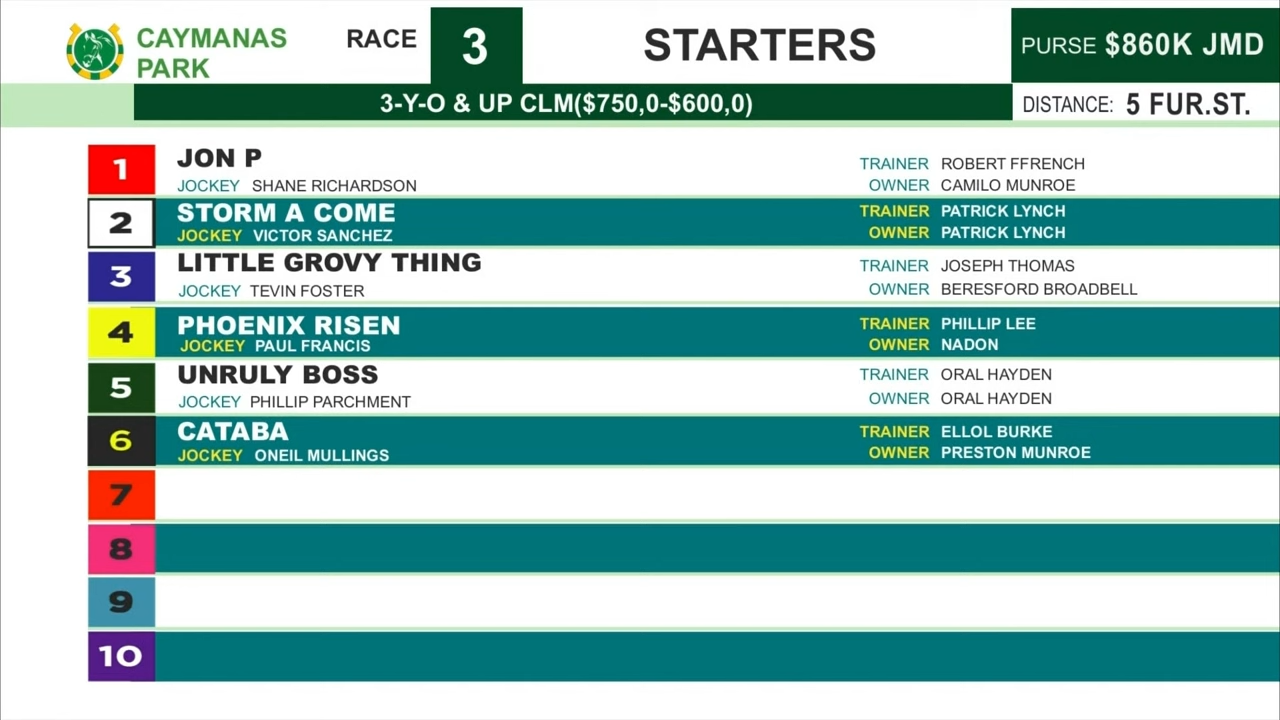 CAYMANAS
PARK
RACE 3
STARTERS
PURSE $860K JMD
3-Y-O & UP CLM($750,0-$600,0)
DISTANCE: 5 FUR.ST.
1 JON P
JOCKEY SHANE RICHARDSON
TRAINER ROBERT FFRENCH
OWNER CAMILO MUNROE
2 STORM A COME
JOCKEY VICTOR SANCHEZ
TRAINER PATRICK LYNCH
OWNER PATRICK LYNCH
3 LITTLE GROVY THING
JOCKEY TEVIN FOSTER
TRAINER JOSEPH THOMAS
OWNER BERESFORD BROADBELL
4 PHOENIX RISEN
JOCKEY PAUL FRANCIS
TRAINER PHILLIP LEE
OWNER NADON
5 UNRULY BOSS
JOCKEY PHILLIP PARCHMENT
TRAINER ORAL HAYDEN
OWNER ORAL HAYDEN
6 CATABA
JOCKEY ONEIL MULLINGS
TRAINER ELLOL BURKE
OWNER PRESTON MUNROE
7
8
9
10